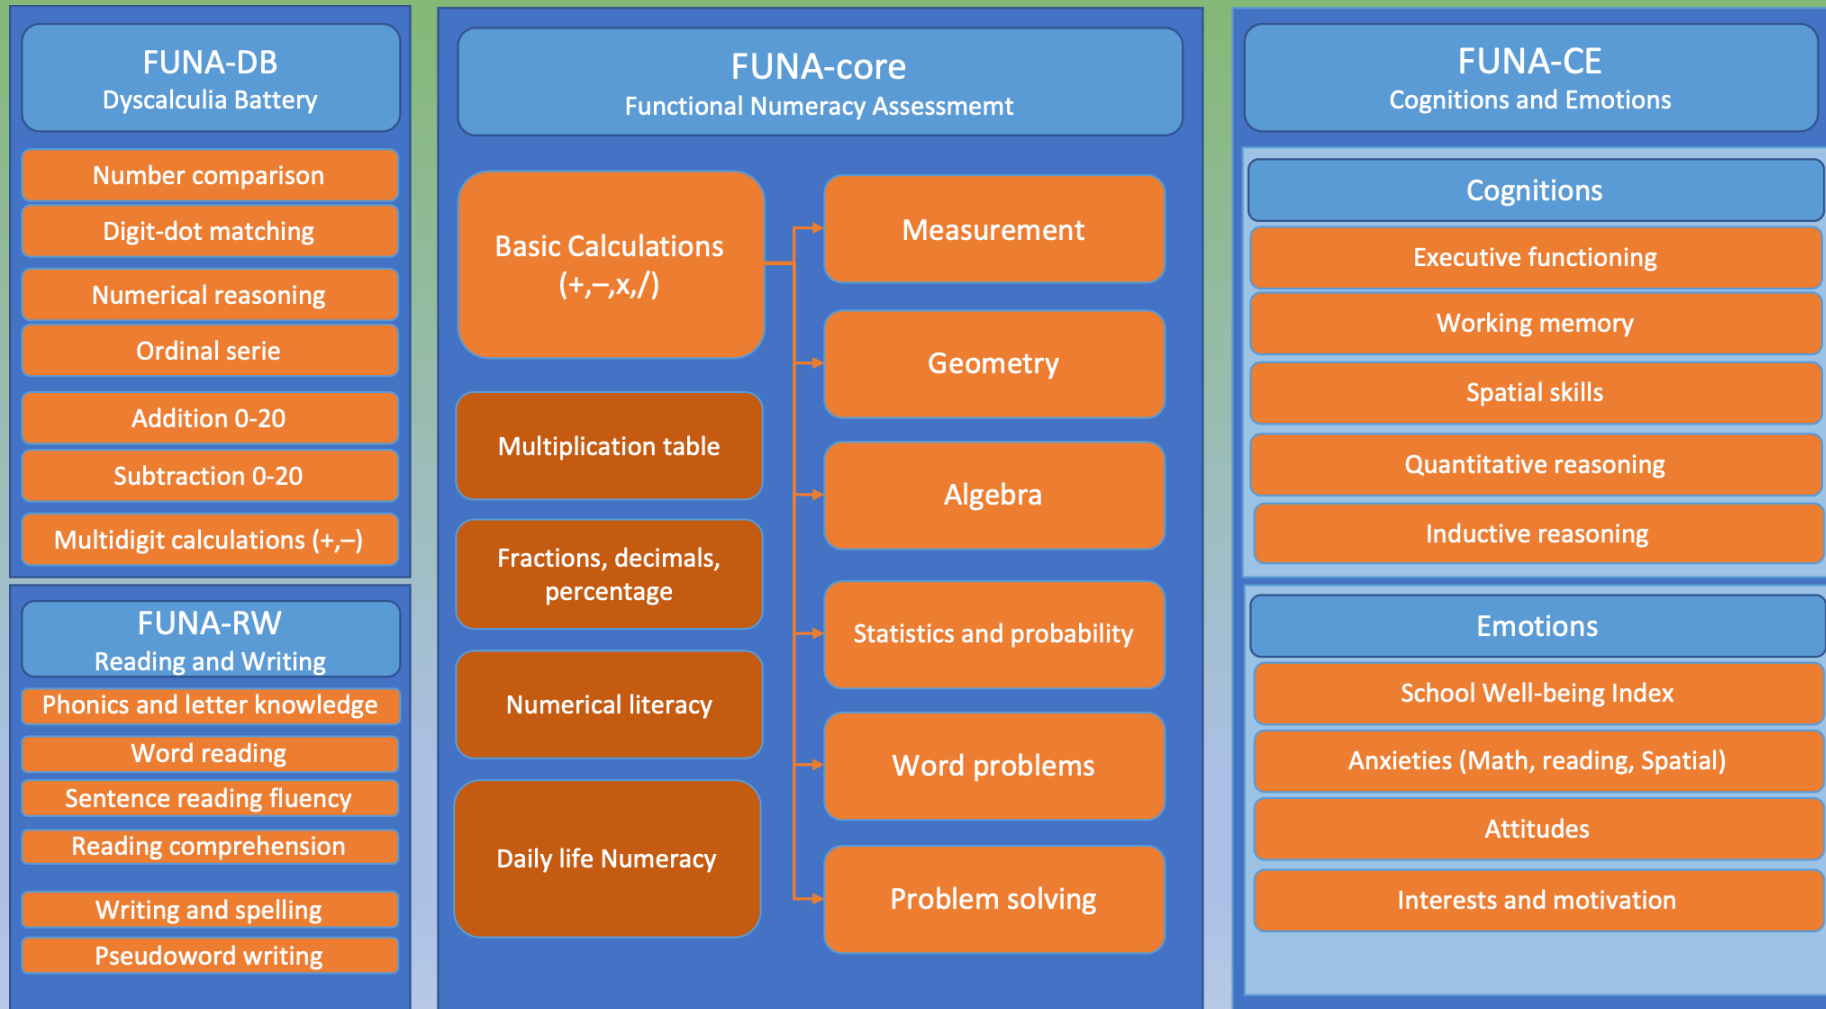 FUNA-DB
Dyscalculia Battery
Number comparison
Digit-dot matching
Numerical reasoning
Ordinal serie
Addition 0-20
Subtraction 0-20
Multidigit calculations (+,–)
FUNA-RW
Reading and Writing
Phonics and letter knowledge
Word reading
Sentence reading fluency
Reading comprehension
Writing and spelling
Pseudoword writing
FUNA-core
Functional Numeracy Assessmemt
Basic Calculations
(+,–,x,/)
Multiplication table
Fractions, decimals,
percentage
Numerical literacy
Daily life Numeracy
Measurement
Geometry
Algebra
Statistics and probability
Word problems
Problem solving
FUNA-CE
Cognitions and Emotions
Cognitions
Executive functioning
Working memory
Spatial skills
Quantitative reasoning
Inductive reasoning
Emotions
School Well-being Index
Anxieties (Math, reading, Spatial)
Attitudes
Interests and motivation